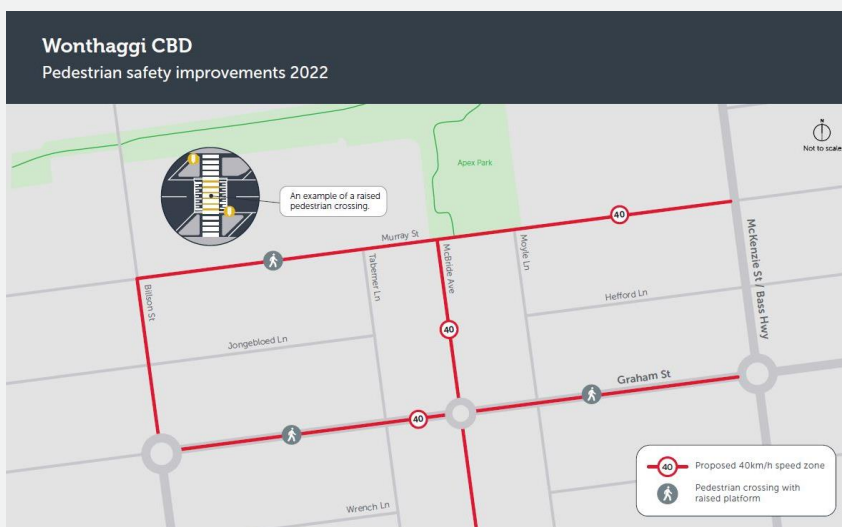 Wonthaggi CBD
Pedestrian safety improvements 2022
N
Not to scale
Apex Park
An example of a raised
pedestrian crossing.
40
Murray St
Billson St
Taberner Ln
McBride Ave
Moyle Ln
McKenzie St / Bass Hwy
Hefford Ln
40
Jongebloed Ln
Graham St
40
40
Proposed 40km/h speed zone
Pedestrian crossing with
raised platform
Wrench Ln